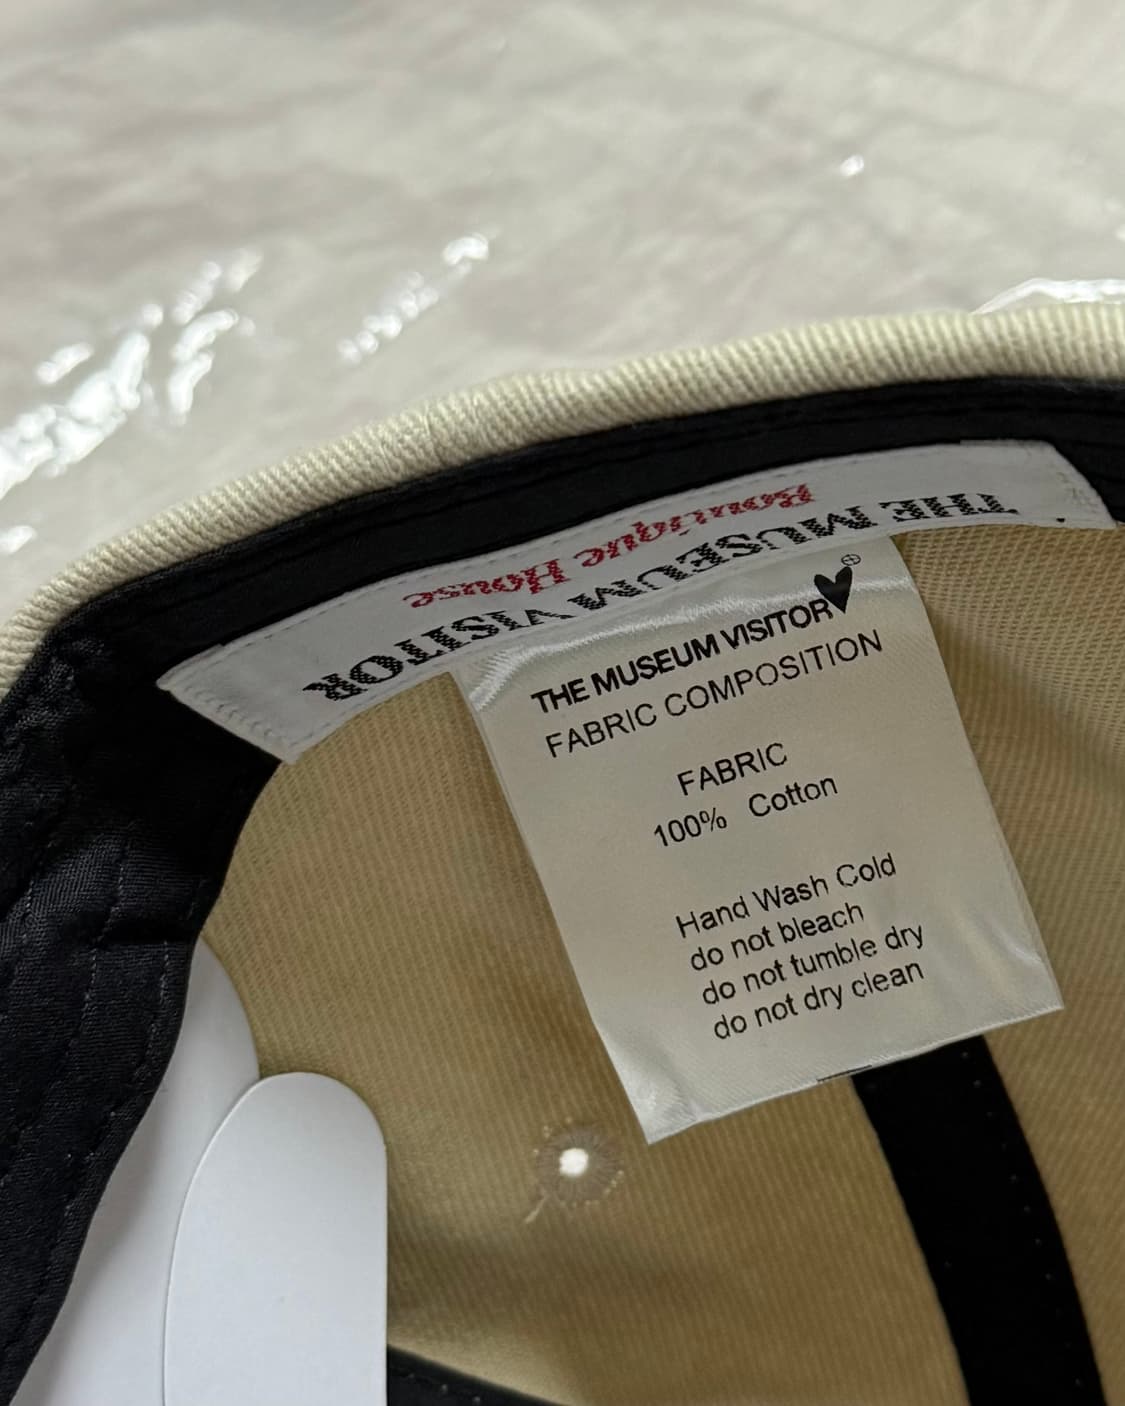 THE MUSEUM VISITOR
Boutique House
THE MUSEUM VISITOR
FABRIC COMPOSITION
FABRIC
100% Cotton
Hand Wash Cold
do not bleach
do not tumble dry
do not dry clean